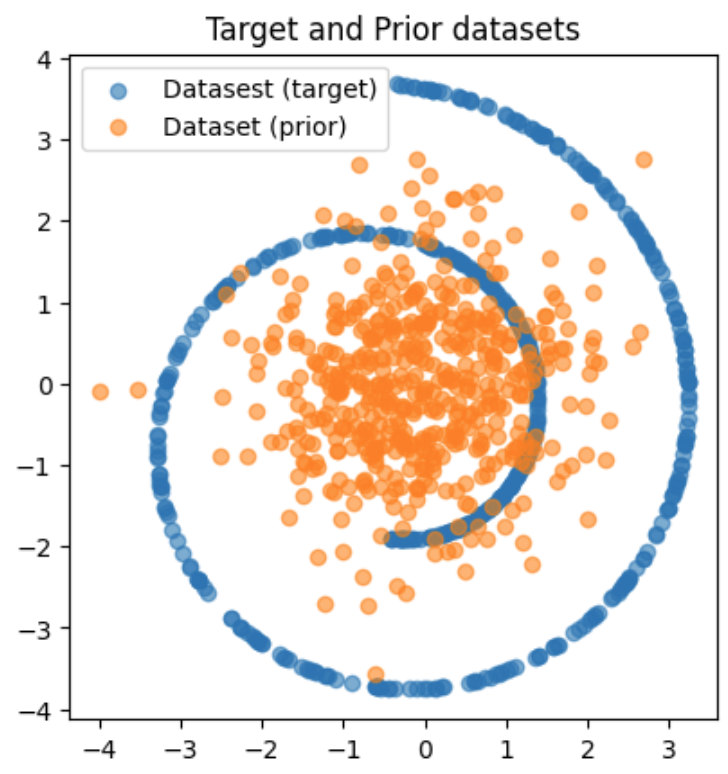 Target and Prior datasets
Datasest (target)
Dataset (prior)
4
3
2
1
0
−1
−2
−3
−4
−4 −3 −2 −1 0 1 2 3